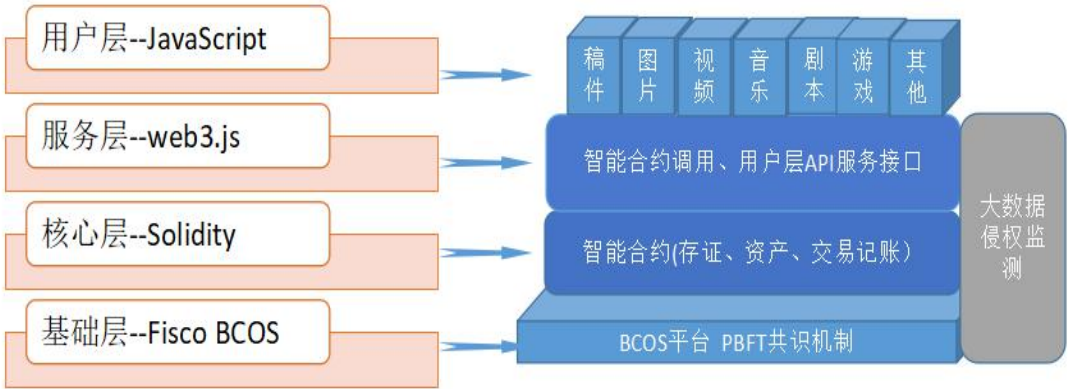 用户层--JavaScript
服务层--web3.js
核心层--Solidity
基础层--Fisco BCOS
稿件
图片
视频
音乐
剧本
游戏
其他
智能合约调用、用户层API服务接口
智能合约(存证、资产、交易记账）
BCOS平台 PBFT共识机制
大数据
侵权监
测